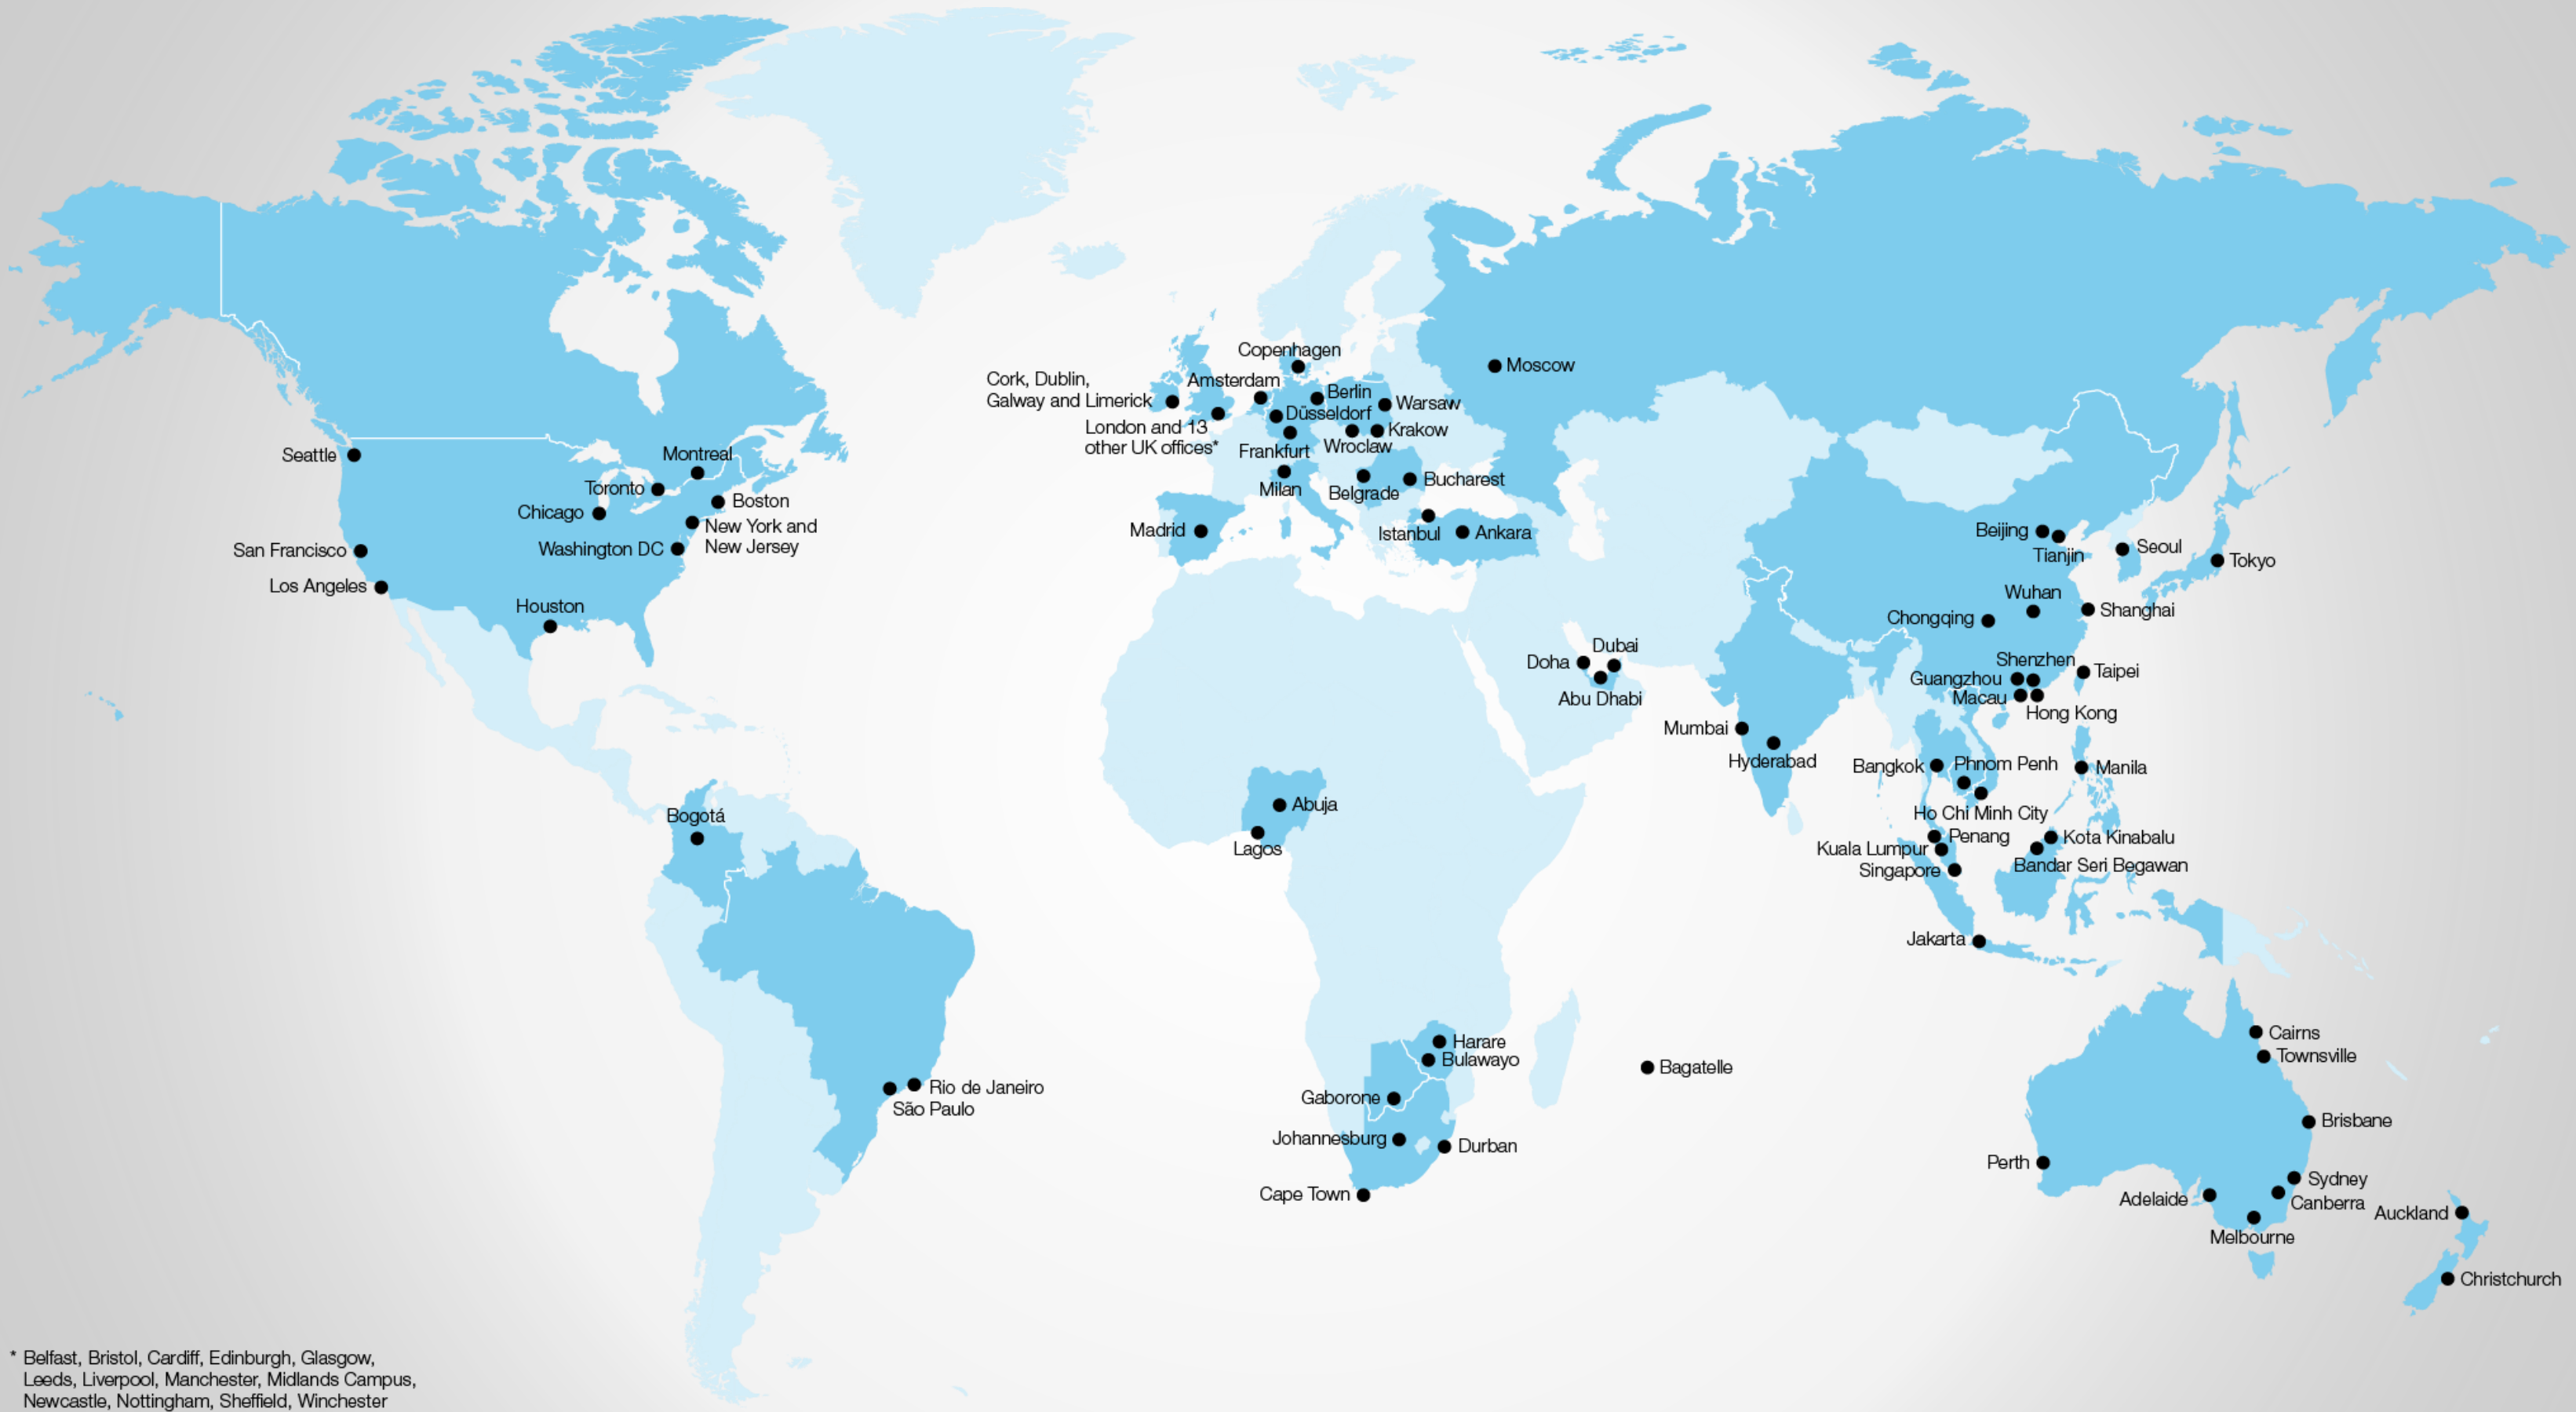 Seattle
San Francisco
Los Angeles
Houston
Chicago
Toronto
Montreal
Boston
New York and
New Jersey
Washington DC
Bogotá
Rio de Janeiro
São Paulo
Cork, Dublin,
Galway and Limerick
London and 13
other UK offices*
Copenhagen
Amsterdam
Berlin
Düsseldorf
Frankfurt
Warsaw
Krakow
Wroclaw
Milan
Belgrade
Bucharest
Madrid
Istanbul
Ankara
Moscow
Abuja
Lagos
Harare
Bulawayo
Gaborone
Johannesburg
Durban
Cape Town
Bagatelle
Doha
Dubai
Abu Dhabi
Mumbai
Hyderabad
Beijing
Tianjin
Seoul
Tokyo
Wuhan
Chongqing
Shanghai
Shenzhen
Guangzhou
Taipei
Macau
Hong Kong
Bangkok
Phnom Penh
Manila
Ho Chi Minh City
Penang
Kota Kinabalu
Kuala Lumpur
Bandar Seri Begawan
Singapore
Jakarta
Cairns
Townsville
Brisbane
Perth
Sydney
Canberra
Adelaide
Melbourne
Auckland
Christchurch
* Belfast, Bristol, Cardiff, Edinburgh, Glasgow,
Leeds, Liverpool, Manchester, Midlands Campus,
Newcastle, Nottingham, Sheffield, Winchester